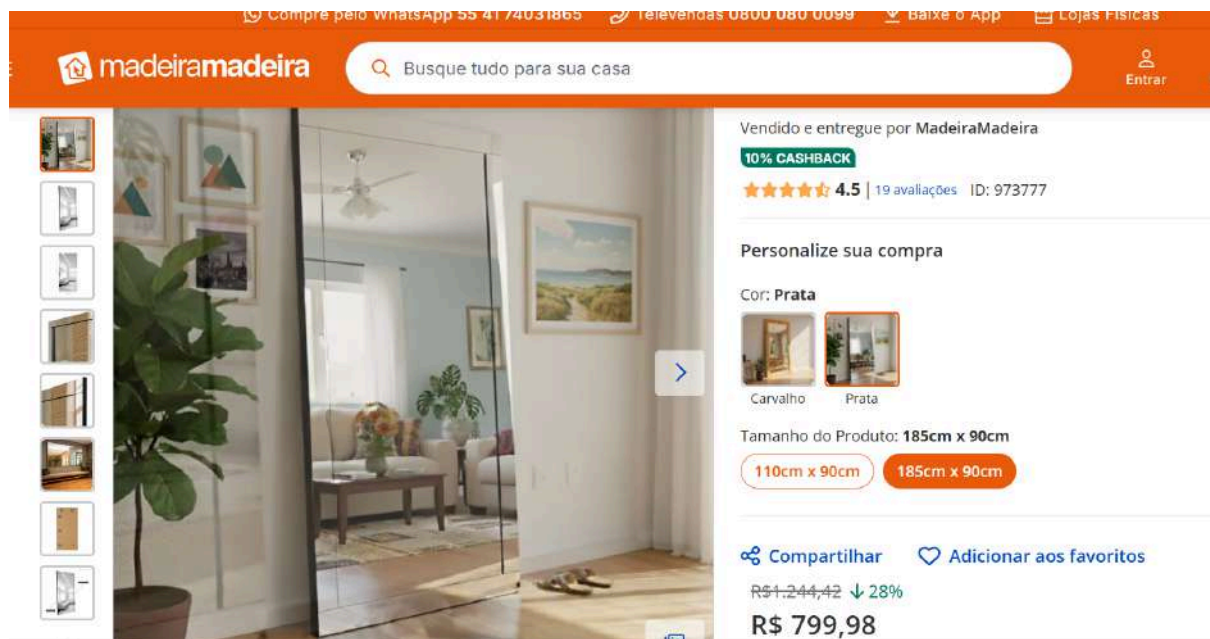 Compre pelo WhatsApp 55 41 74031865
Televendas 0800 080 0099
Baixe o App
Lojas Físicas
madeiramadeira
Busque tudo para sua casa
Entrar
Vendido e entregue por MadeiraMadeira
10% CASHBACK
4.5 | 19 avaliações ID: 973777
Personalize sua compra
Cor: Prata
Carvalho
Prata
Tamanho do Produto: 185cm x 90cm
110cm x 90cm
185cm x 90cm
Compartilhar
Adicionar aos favoritos
R$1.244,42 28%
R$ 799,98